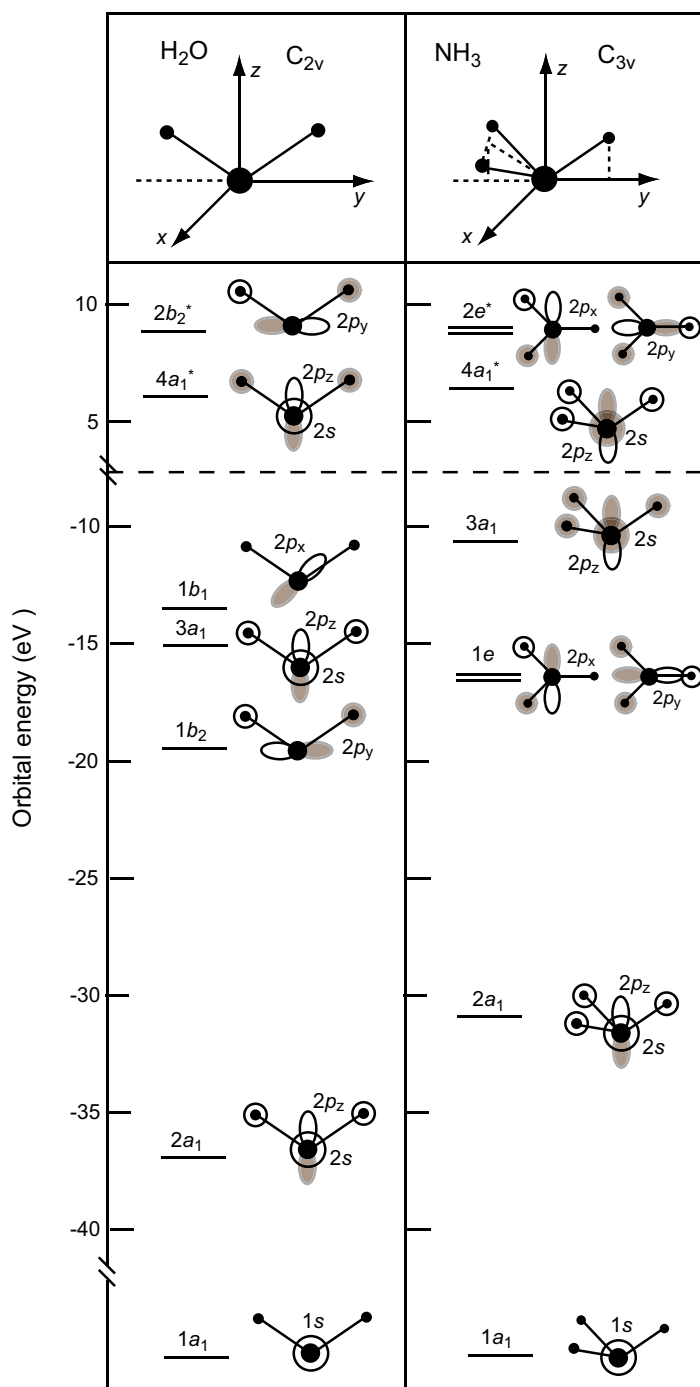 H2O C2v
z
y
x
NH3 C3v
z
y
x
Orbital energy (eV )
10
5
-10
-15
-20
-25
-30
-35
-40
2b2*
2py
4a1*
2pz
2s
2px
1b1
3a1
2pz
2s
1b2
2py
2a1
2pz
2s
1a1
1s
2e*
2px
2py
4a1*
2s
2pz
3a1
2s
2pz
1e
2px
2py
2a1
2pz
2s
1a1
1s